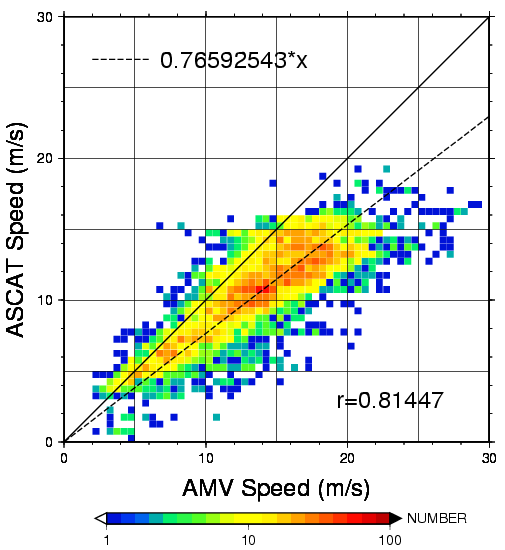 30
0.76592543*x
20
ASCAT Speed (m/s)
10
r=0.81447
0
0 10 20 30
AMV Speed (m/s)
NUMBER
1 10 100